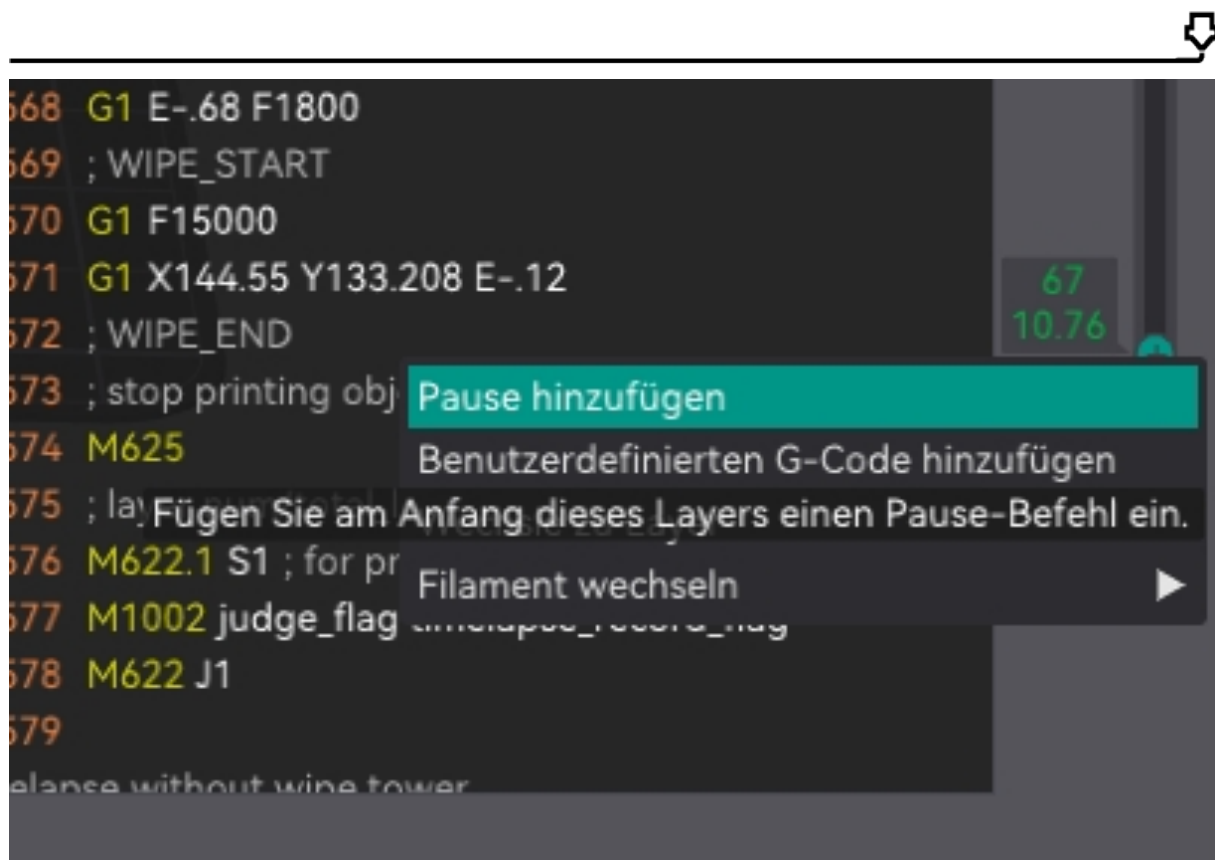 568 G1 E-.68 F1800
569 ; WIPE_START
570 G1 F15000
571 G1 X144.55 Y133.208 E-.12
67
10.76
572 ; WIPE_END
573 ; stop printing obj
Pause hinzufügen
574 M625
Benutzerdefinierten G-Code hinzufügen
575 ; lay
Fügen Sie am Anfang dieses Layers einen Pause-Befehl ein.
576 M622.1 S1 ; for pr
Filament wechseln
577 M1002 judge_flag timelapse_record_flag
578 M622 J1
579
elapse without wipe tower